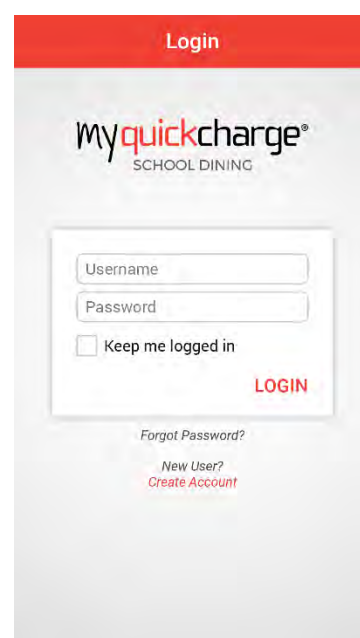 Login
myquickcharge®
SCHOOL DINING
Username
Password
Keep me logged in
LOGIN
Forgot Password?
New User?
Create Account